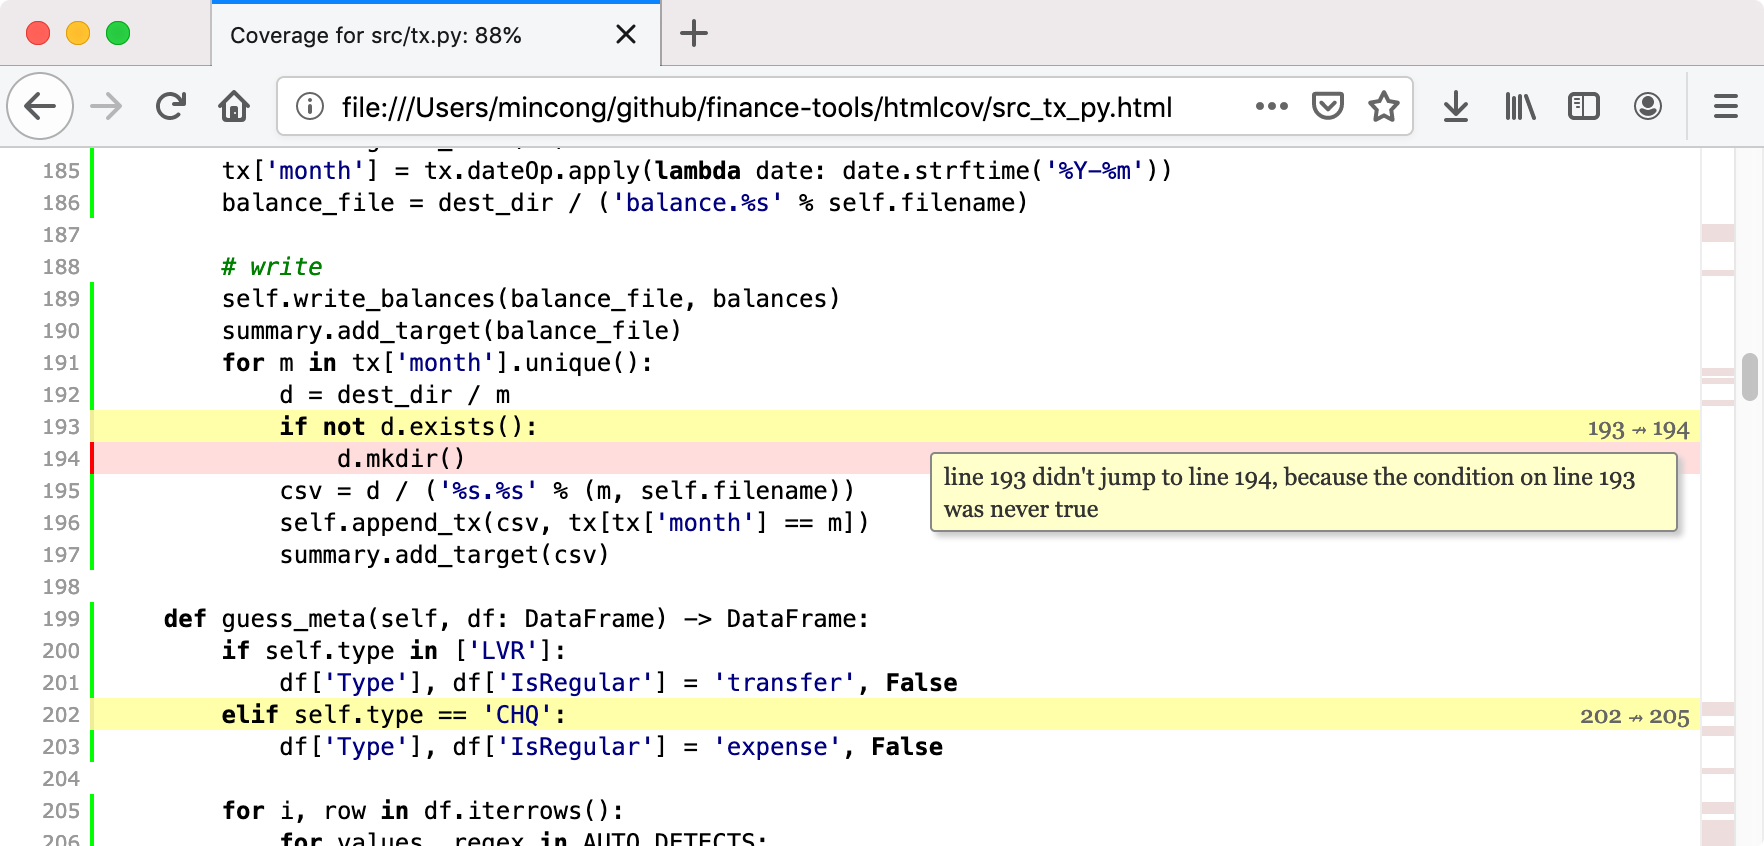 Coverage for src/tx.py: 88%
file:///Users/mincong/github/finance-tools/htmlcov/src_tx_py.html
185 tx['month'] = tx.dateOp.apply(lambda date: date.strftime('%Y-%m'))
186 balance_file = dest_dir / ('balance.%s' % self.filename)
187
188 # write
189 self.write_balances(balance_file, balances)
190 summary.add_target(balance_file)
191 for m in tx['month'].unique():
192 d = dest_dir / m
193 if not d.exists(): 193 ↛ 194
194 d.mkdir()
line 193 didn't jump to line 194, because the condition on line 193
was never true
195 csv = d / ('%s.%s' % (m, self.filename))
196 self.append_tx(csv, tx[tx['month'] == m])
197 summary.add_target(csv)
198
199 def guess_meta(self, df: DataFrame) -> DataFrame:
200 if self.type in ['LVR']:
201 df['Type'], df['IsRegular'] = 'transfer', False
202 elif self.type == 'CHQ': 202 ↛ 205
203 df['Type'], df['IsRegular'] = 'expense', False
204
205 for i, row in df.iterrows():
206 for values, regex in AUTO_DETECTS: